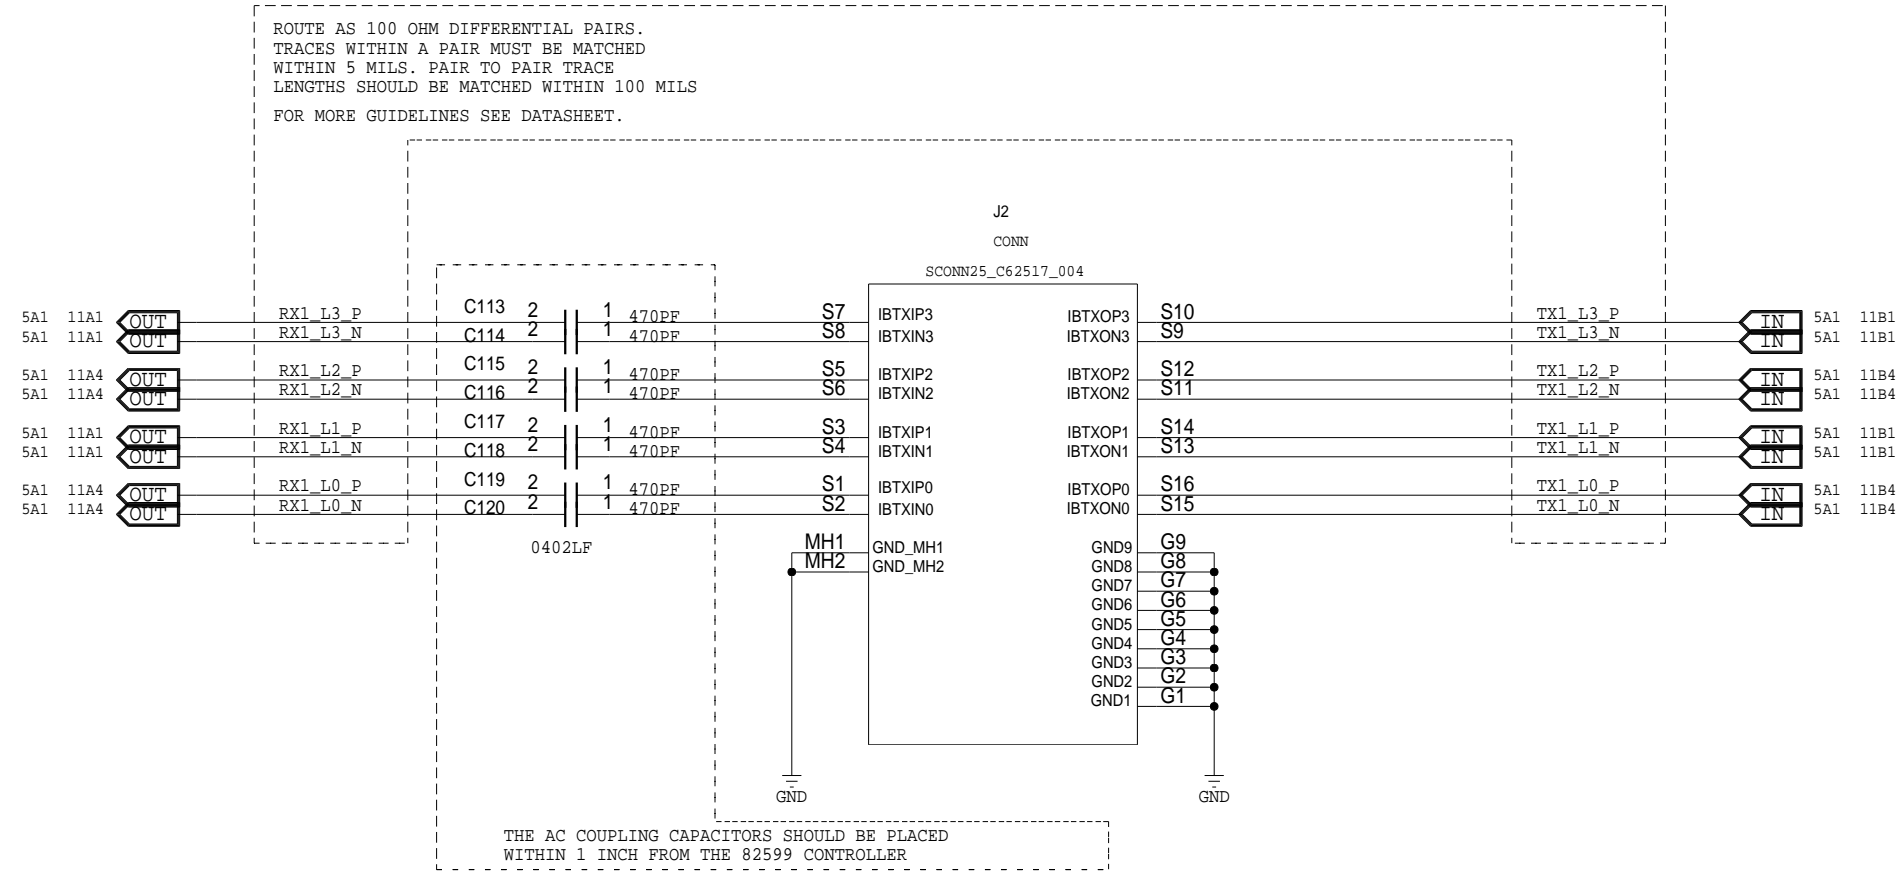 ROUTE AS 100 OHM DIFFERENTIAL PAIRS.
TRACES WITHIN A PAIR MUST BE MATCHED
WITHIN 5 MILS. PAIR TO PAIR TRACE
LENGTHS SHOULD BE MATCHED WITHIN 100 MILS
FOR MORE GUIDELINES SEE DATASHEET.
J2
CONN
SCONN25_C62517_004
5A1 11A1 OUT RX1_L3_P C113 2 1 470PF S7 IBTXIP3 IBTXOP3 S10 TX1_L3_P IN 5A1 11B1
5A1 11A1 OUT RX1_L3_N C114 2 1 470PF S8 IBTXIN3 IBTXON3 S9 TX1_L3_N IN 5A1 11B1
5A1 11A4 OUT RX1_L2_P C115 2 1 470PF S5 IBTXIP2 IBTXOP2 S12 TX1_L2_P IN 5A1 11B4
5A1 11A4 OUT RX1_L2_N C116 2 1 470PF S6 IBTXIN2 IBTXON2 S11 TX1_L2_N IN 5A1 11B4
5A1 11A1 OUT RX1_L1_P C117 2 1 470PF S3 IBTXIP1 IBTXOP1 S14 TX1_L1_P IN 5A1 11B1
5A1 11A1 OUT RX1_L1_N C118 2 1 470PF S4 IBTXIN1 IBTXON1 S13 TX1_L1_N IN 5A1 11B1
5A1 11A4 OUT RX1_L0_P C119 2 1 470PF S1 IBTXIP0 IBTXOP0 S16 TX1_L0_P IN 5A1 11B4
5A1 11A4 OUT RX1_L0_N C120 2 1 470PF S2 IBTXIN0 IBTXON0 S15 TX1_L0_N IN 5A1 11B4
0402LF
MH1 GND_MH1 GND9 G9
MH2 GND_MH2 GND8 G8
GND7 G7
GND6 G6
GND5 G5
GND4 G4
GND3 G3
GND2 G2
GND1 G1
GND GND
THE AC COUPLING CAPACITORS SHOULD BE PLACED
WITHIN 1 INCH FROM THE 82599 CONTROLLER